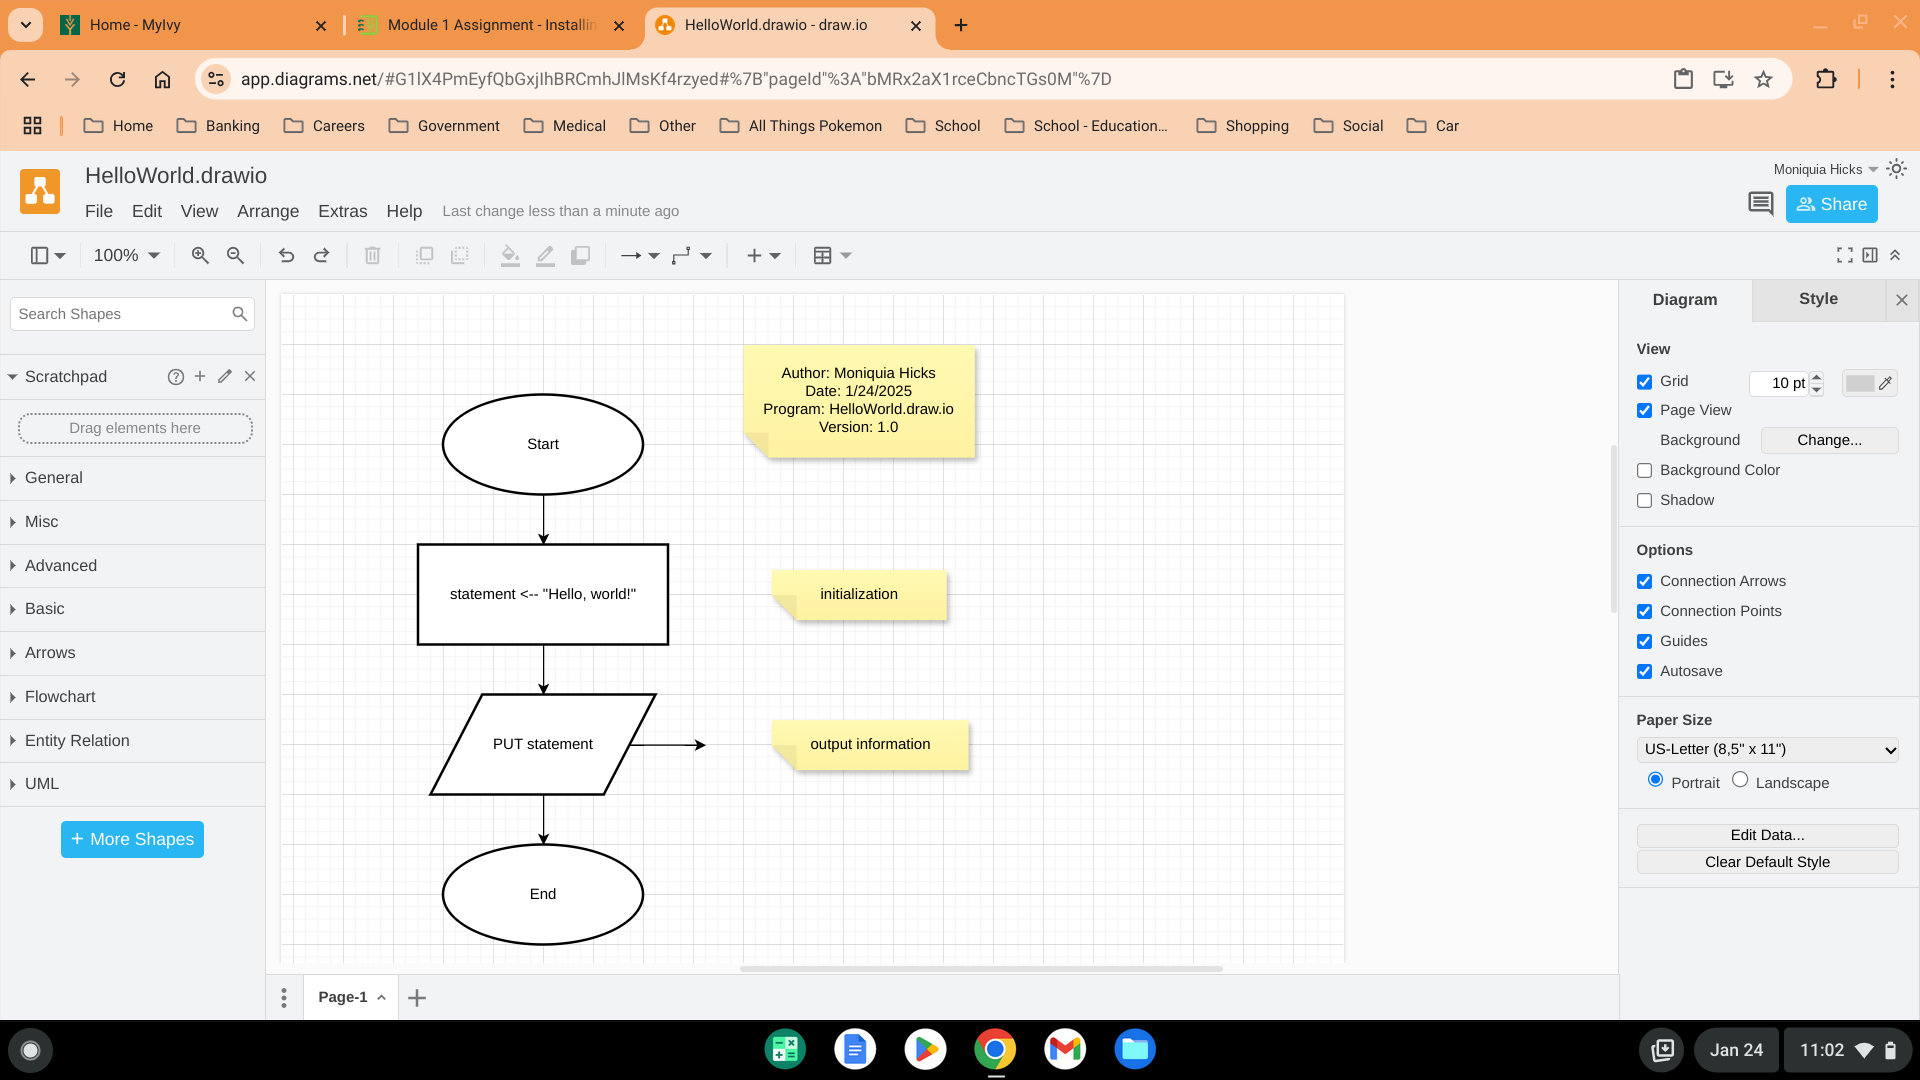 Home - MyIvy
Module 1 Assignment - Installin
HelloWorld.drawio - draw.io
app.diagrams.net/#G1lX4PmEyfQbGxjIhBRCmhJlMsKf4rzyed#%7B"pageId"%3A"bMRx2aX1rceCbncTGs0M"%7D
Home Banking Careers Government Medical Other All Things Pokemon School School - Education... Shopping Social Car
HelloWorld.drawio
Moniquia Hicks
File Edit View Arrange Extras Help Last change less than a minute ago
Share
100%
Search Shapes
Scratchpad
Drag elements here
General
Misc
Advanced
Basic
Arrows
Flowchart
Entity Relation
UML
+ More Shapes
Author: Moniquia Hicks
Date: 1/24/2025
Program: HelloWorld.draw.io
Version: 1.0
Start
statement <-- "Hello, world!"
initialization
PUT statement
output information
End
Page-1
Diagram Style
View
Grid 10 pt
Page View
Background Change...
Background Color
Shadow
Options
Connection Arrows
Connection Points
Guides
Autosave
Paper Size
US-Letter (8,5" x 11")
Portrait Landscape
Edit Data...
Clear Default Style
Jan 24 11:02